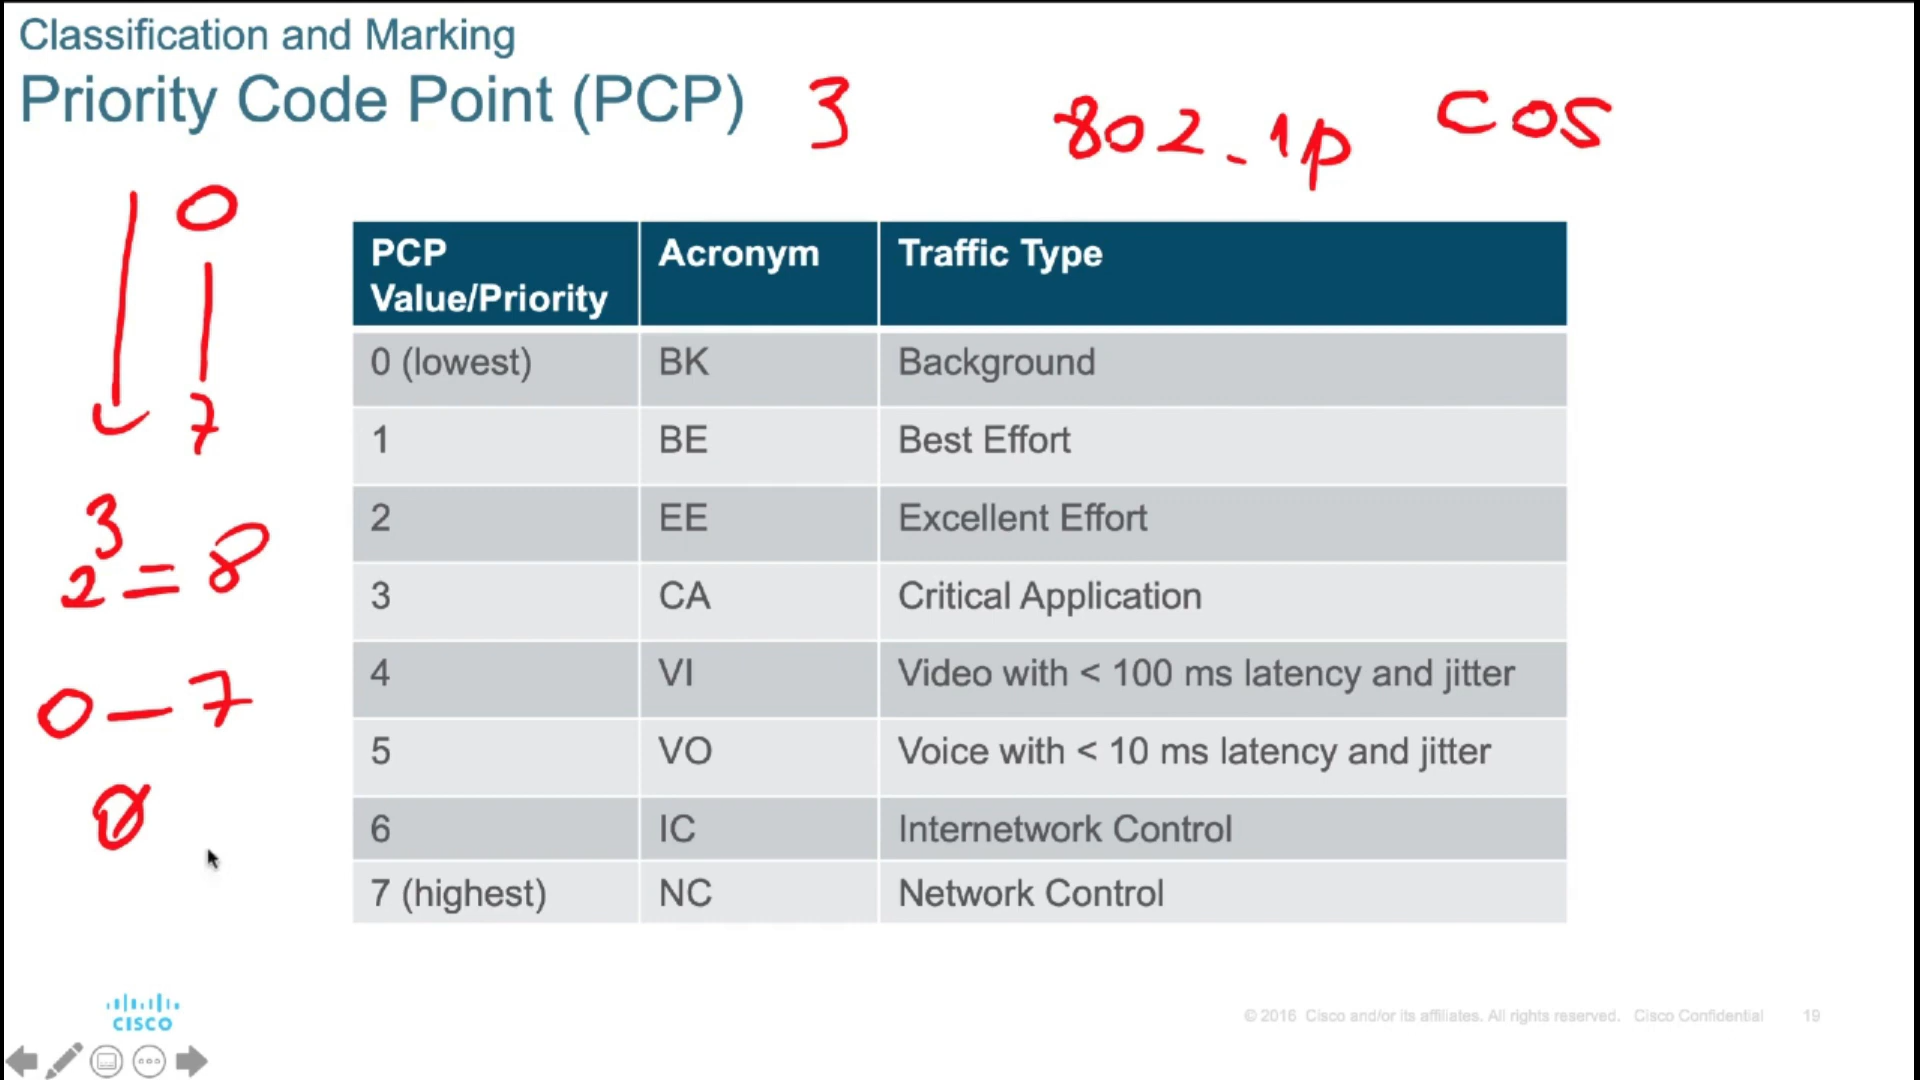 Classification and Marking
Priority Code Point (PCP) 3 802.1p COS
0
7
2³ = 8
0 – 7
0
PCP Value/Priority Acronym Traffic Type
0 (lowest) BK Background
1 BE Best Effort
2 EE Excellent Effort
3 CA Critical Application
4 VI Video with < 100 ms latency and jitter
5 VO Voice with < 10 ms latency and jitter
6 IC Internetwork Control
7 (highest) NC Network Control
CISCO
© 2016 Cisco and/or its affiliates. All rights reserved. Cisco Confidential 19